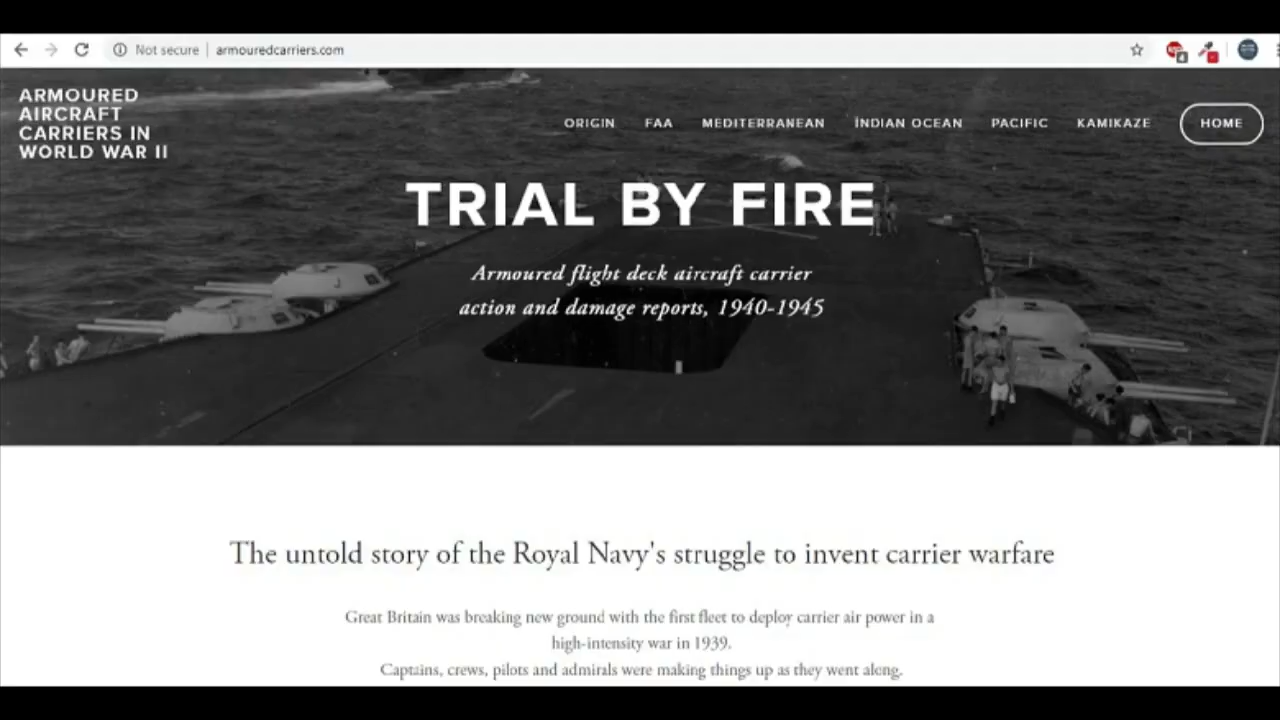 Not secure | armouredcarriers.com
ARMOURED
AIRCRAFT
CARRIERS IN
WORLD WAR II
ORIGIN FAA MEDITERRANEAN INDIAN OCEAN PACIFIC KAMIKAZE HOME
TRIAL BY FIRE
Armoured flight deck aircraft carrier
action and damage reports, 1940-1945
The untold story of the Royal Navy's struggle to invent carrier warfare
Great Britain was breaking new ground with the first fleet to deploy carrier air power in a
high-intensity war in 1939.
Captains, crews, pilots and admirals were making things up as they went along.